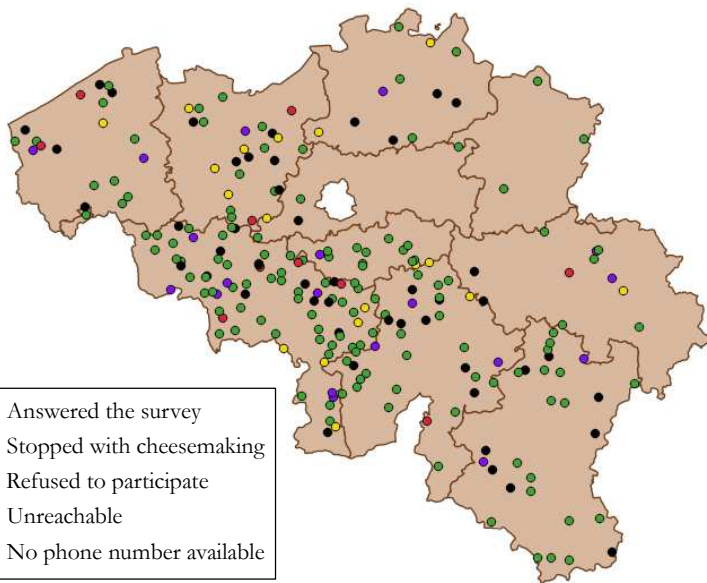 Answered the survey
Stopped with cheesemaking
Refused to participate
Unreachable
No phone number available